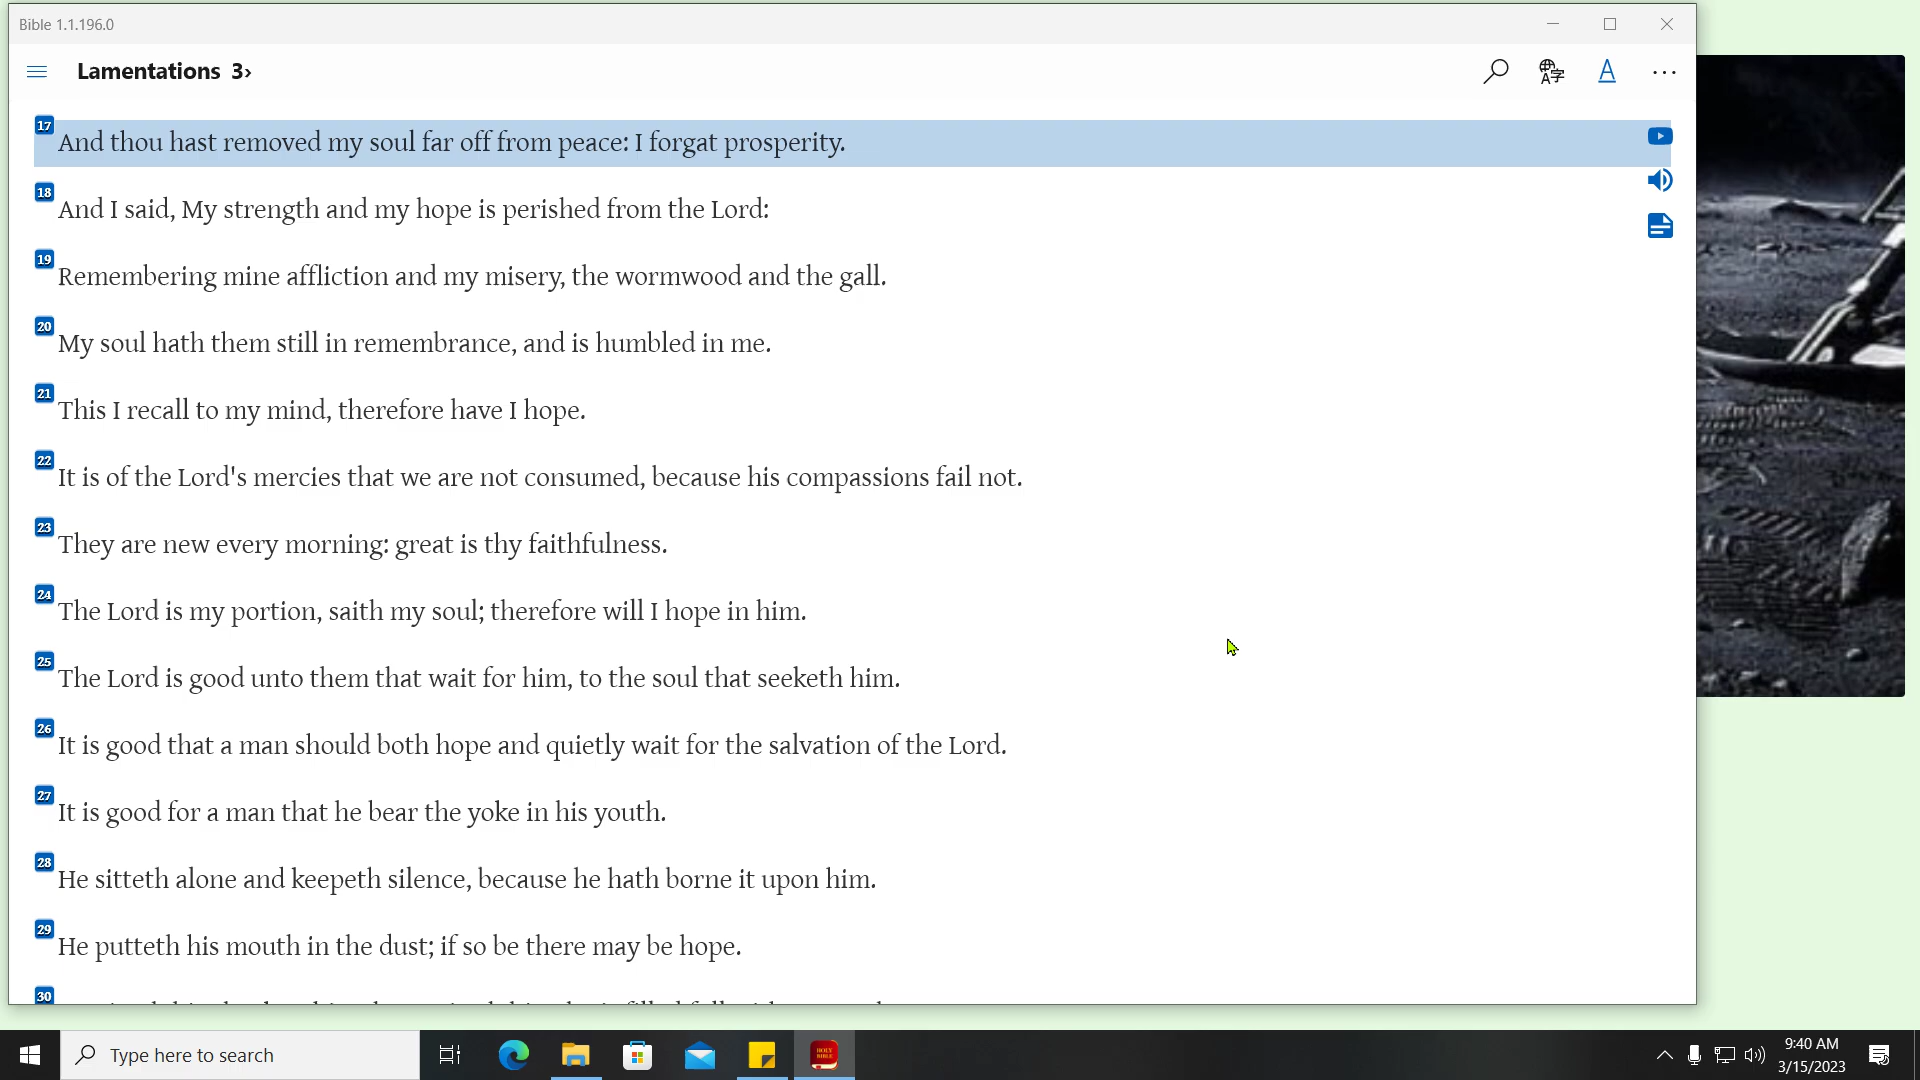 Bible 1.1.196.0
Lamentations 3›
17 And thou hast removed my soul far off from peace: I forgat prosperity.
18 And I said, My strength and my hope is perished from the Lord:
19 Remembering mine affliction and my misery, the wormwood and the gall.
20 My soul hath them still in remembrance, and is humbled in me.
21 This I recall to my mind, therefore have I hope.
22 It is of the Lord's mercies that we are not consumed, because his compassions fail not.
23 They are new every morning: great is thy faithfulness.
24 The Lord is my portion, saith my soul; therefore will I hope in him.
25 The Lord is good unto them that wait for him, to the soul that seeketh him.
26 It is good that a man should both hope and quietly wait for the salvation of the Lord.
27 It is good for a man that he bear the yoke in his youth.
28 He sitteth alone and keepeth silence, because he hath borne it upon him.
29 He putteth his mouth in the dust; if so be there may be hope.
30
Type here to search
HOLY BIBLE
9:40 AM
3/15/2023